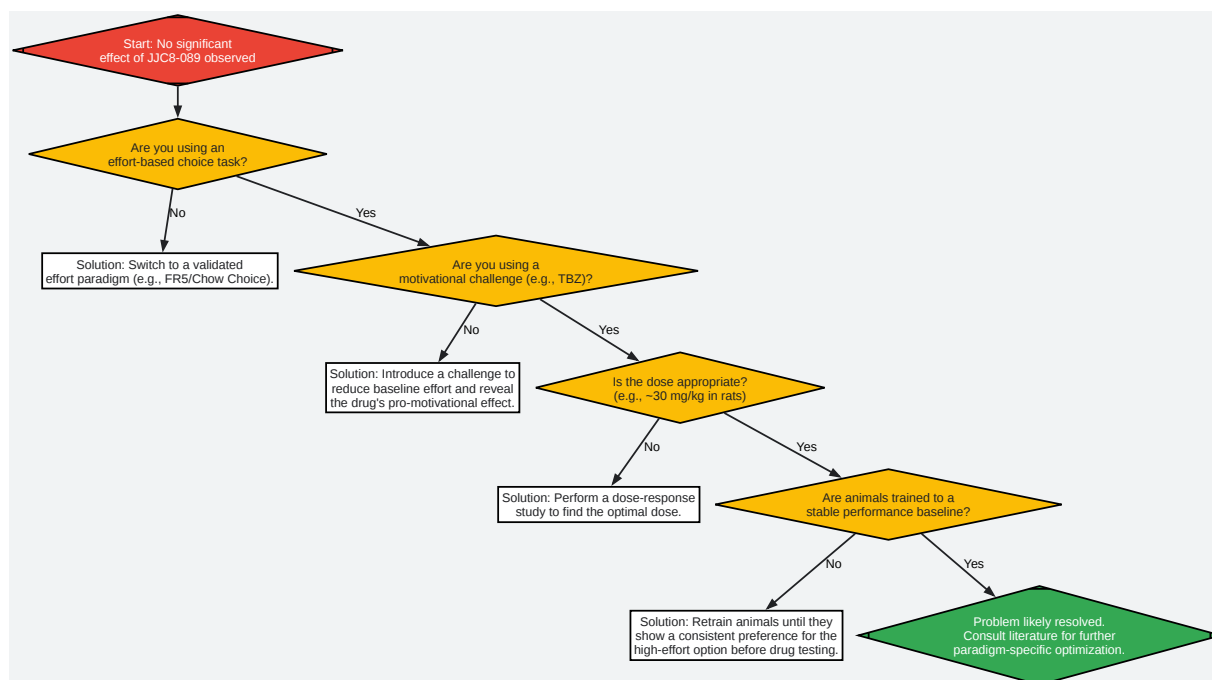 Start: No significant
effect of JJC8-089 observed
Are you using an
effort-based choice task?
No
Yes
Solution: Switch to a validated
effort paradigm (e.g., FR5/Chow Choice).
Are you using a
motivational challenge (e.g., TBZ)?
No
Yes
Solution: Introduce a challenge to
reduce baseline effort and reveal
the drug's pro-motivational effect.
Is the dose appropriate?
(e.g., ~30 mg/kg in rats)
No
Yes
Solution: Perform a dose-response
study to find the optimal dose.
Are animals trained to a
stable performance baseline?
No
Yes
Solution: Retrain animals until they
show a consistent preference for the
high-effort option before drug testing.
Problem likely resolved.
Consult literature for further
paradigm-specific optimization.